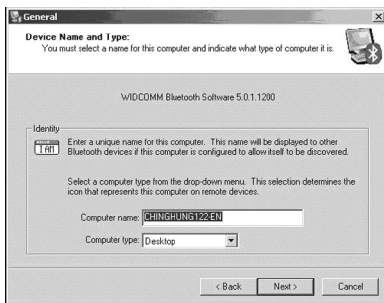 General
Device Name and Type:
You must select a name for this computer and indicate what type of computer it is.
WIDCOMM Bluetooth Software 5.0.1.1200
Identity
I AM
Enter a unique name for this computer. This name will be displayed to other
Bluetooth devices if this computer is configured to allow itself to be discovered.
Select a computer type from the drop-down menu. This selection determines the
icon that represents this computer on remote devices.
Computer name: CHINGHUNG122-EN
Computer type: Desktop
< Back Next > Cancel